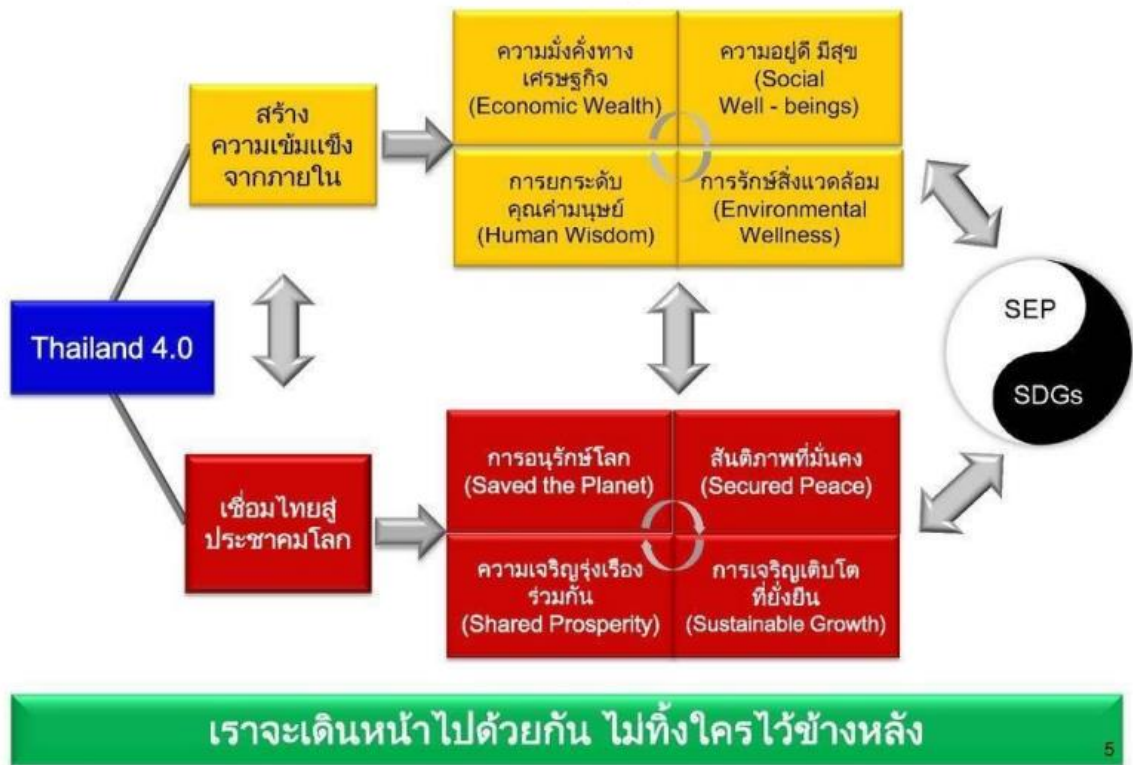 Thailand 4.0
สร้าง
ความเข้มแข็ง
จากภายใน
ความมั่งคั่งทาง
เศรษฐกิจ
(Economic Wealth)
ความอยู่ดี มีสุข
(Social
Well - beings)
การยกระดับ
คุณค่ามนุษย์
(Human Wisdom)
การรักษ์สิ่งแวดล้อม
(Environmental
Wellness)
SEP
SDGs
เชื่อมไทยสู่
ประชาคมโลก
การอนุรักษ์โลก
(Saved the Planet)
สันติภาพที่มั่นคง
(Secured Peace)
ความเจริญรุ่งเรือง
ร่วมกัน
(Shared Prosperity)
การเจริญเติบโต
ที่ยั่งยืน
(Sustainable Growth)
เราจะเดินหน้าไปด้วยกัน ไม่ทิ้งใครไว้ข้างหลัง
5